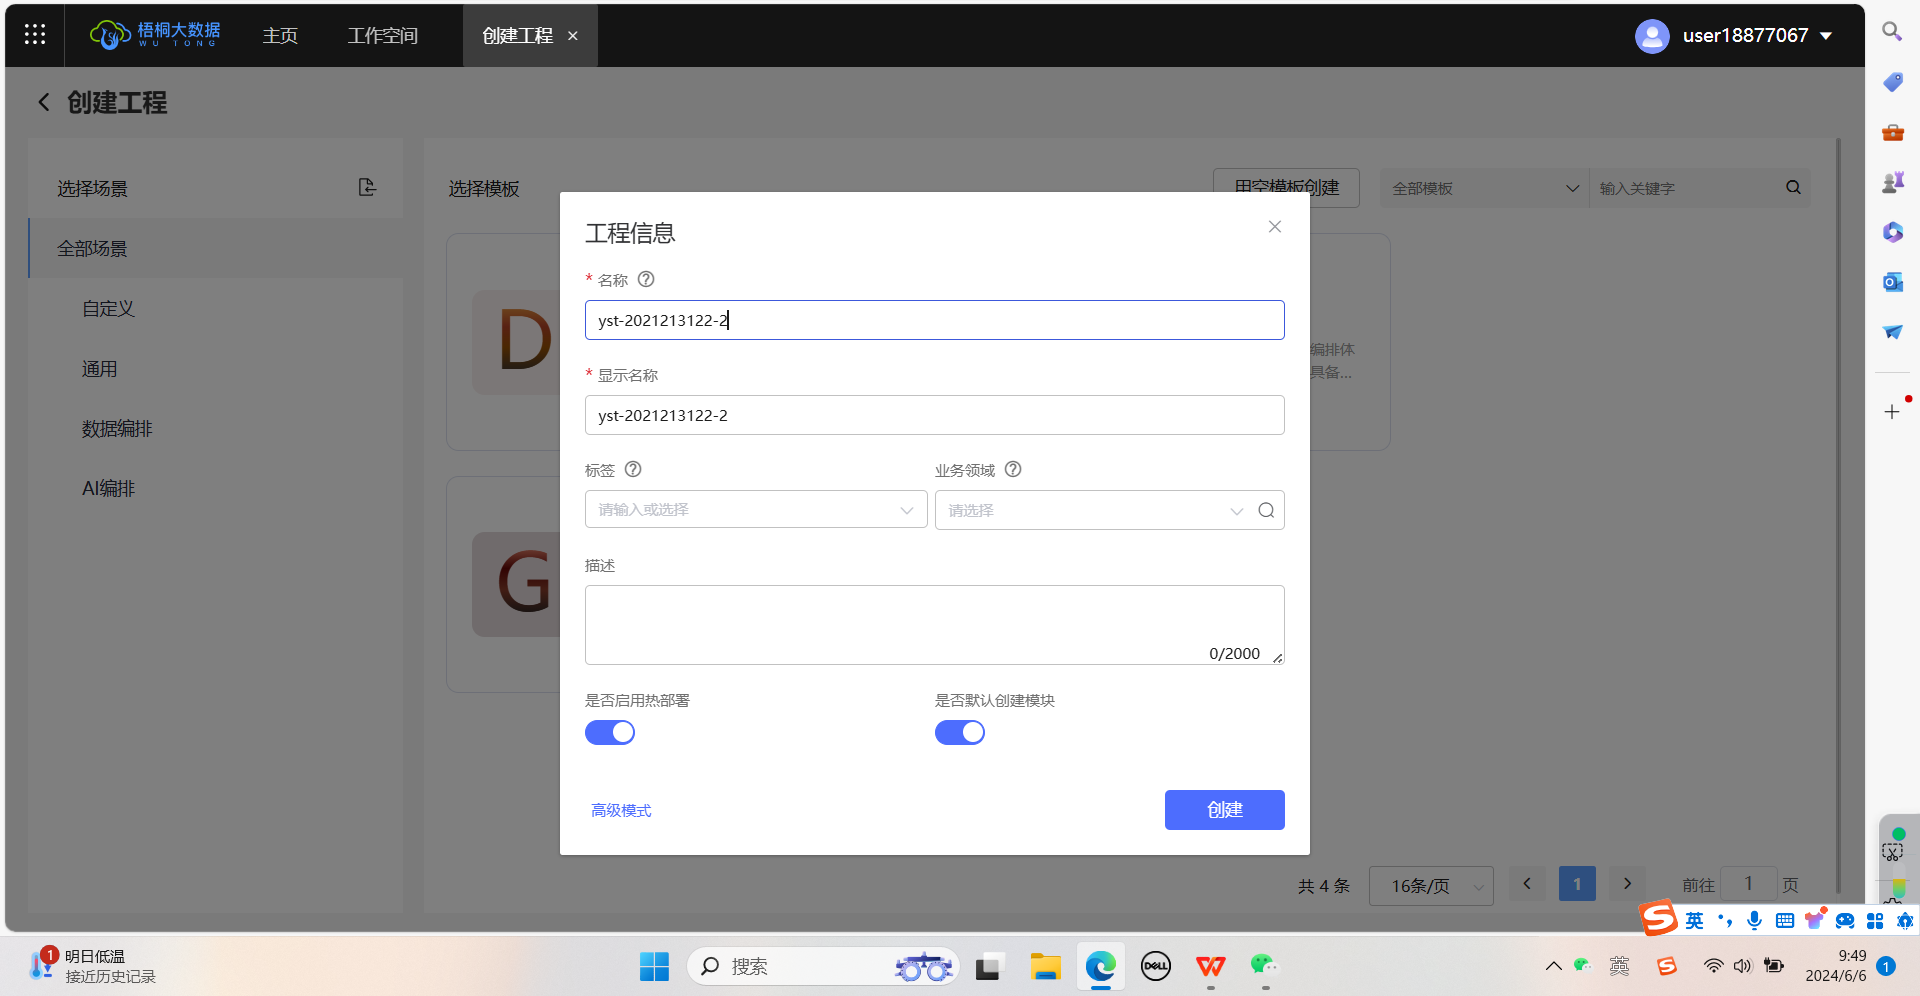 梧桐大数据
WU TONG
主页
工作空间
创建工程
user18877067
创建工程
选择场景
全部场景
自定义
通用
数据编排
AI编排
选择模板
用空模板创建
全部模板
输入关键字
D
编排体
具备...
G
工程信息
* 名称
yst-2021213122-2
* 显示名称
yst-2021213122-2
标签
业务领域
请输入或选择
请选择
描述
0/2000
是否启用热部署
是否默认创建模块
高级模式
创建
共 4 条
16条/页
1
前往
1
页
英
1
明日低温
接近历史记录
搜索
DELL
英
9:49
2024/6/6
1